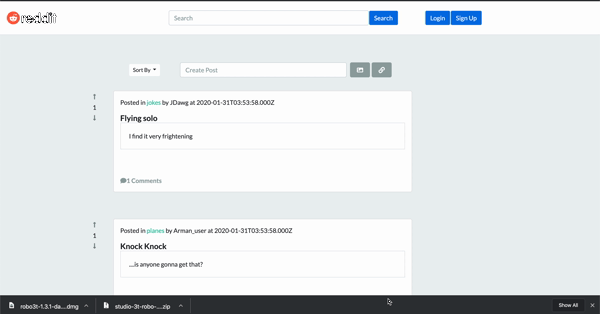 reddit
Search
Search
Login
Sign Up
Sort By
Create Post
1
Posted in jokes by JDawg at 2020-01-31T03:53:58.000Z
Flying solo
I find it very frightening
1 Comments
1
Posted in planes by Arman_user at 2020-01-31T03:53:58.000Z
Knock Knock
....is anyone gonna get that?
robo3t-1.3.1-da....dmg
studio-3t-robo-....zip
Show All